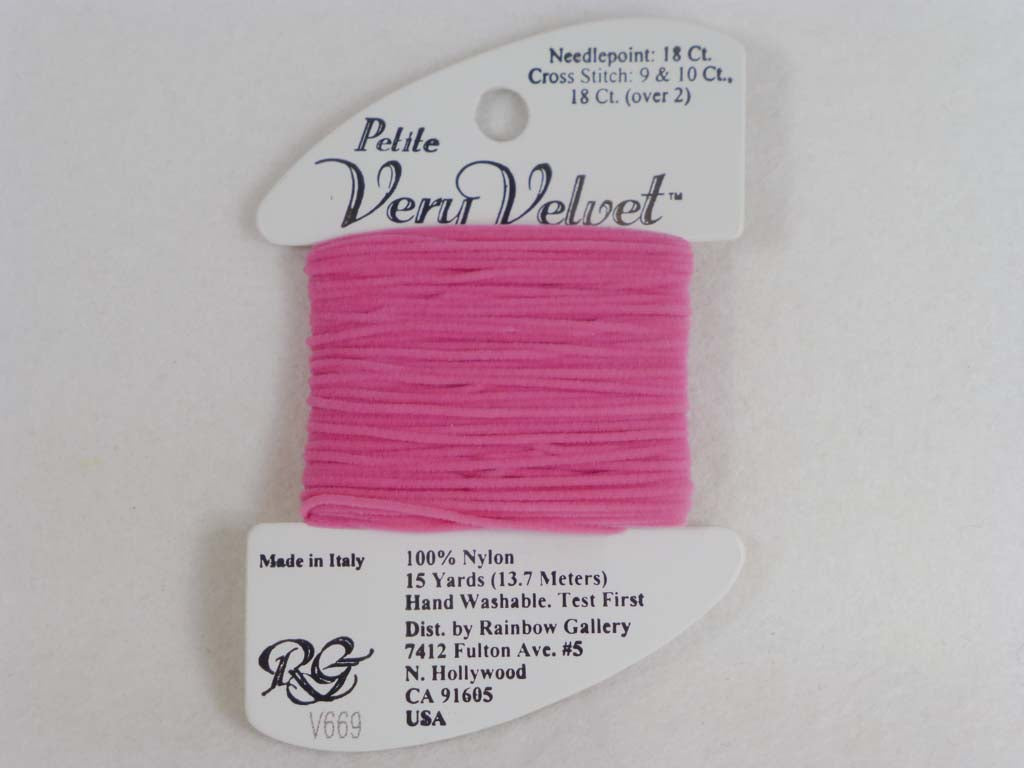 Needlepoint: 18 Ct.
Cross Stitch: 9 & 10 Ct.,
18 Ct. (over 2)
Petite
Very Velvet™
Made in Italy
100% Nylon
15 Yards (13.7 Meters)
Hand Washable. Test First
Dist. by Rainbow Gallery
7412 Fulton Ave. #5
N. Hollywood
CA 91605
USA
RG
V669